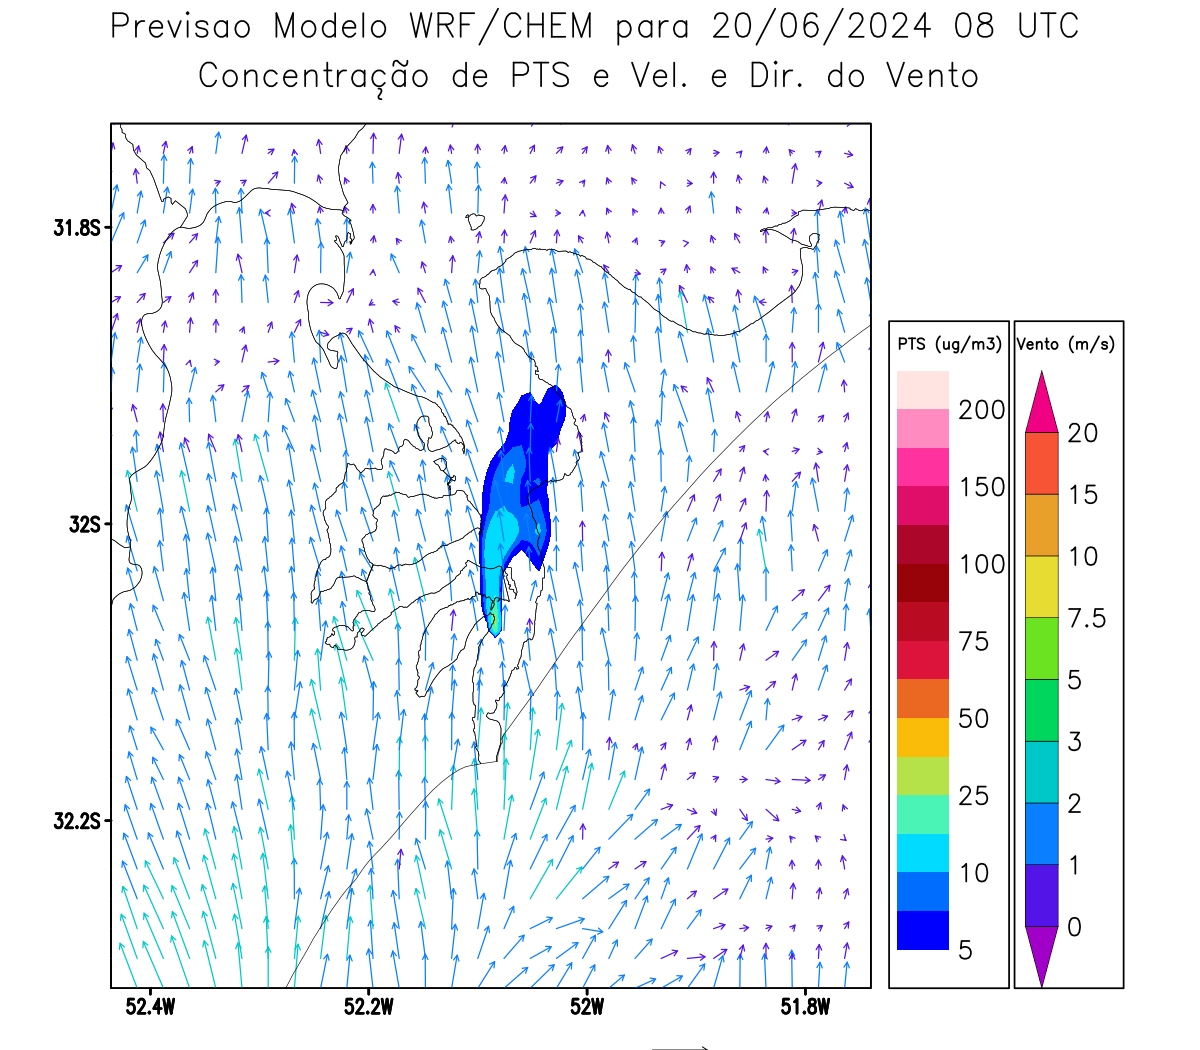 Previsao Modelo WRF/CHEM para 20/06/2024 08 UTC
Concentração de PTS e Vel. e Dir. do Vento
31.8S
32S
32.2S
52.4W 52.2W 52W 51.8W
PTS (ug/m3)
200
150
100
75
50
25
10
5
Vento (m/s)
20
15
10
7.5
5
3
2
1
0